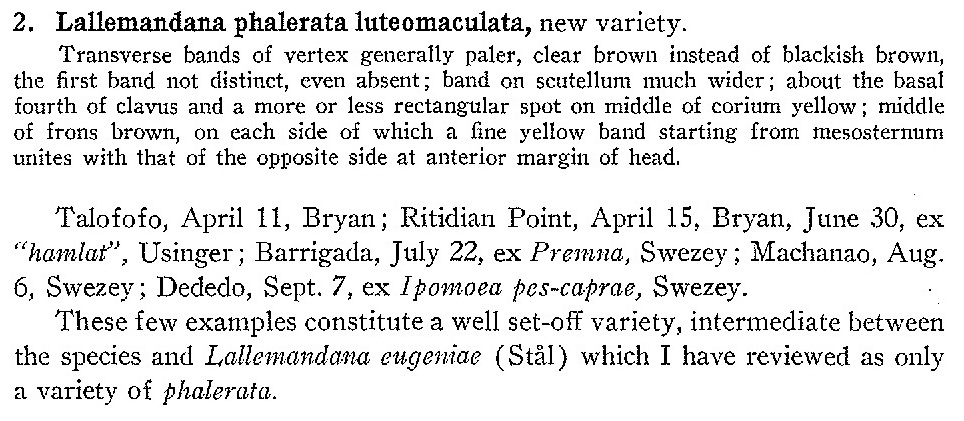 2. Lallemandana phalerata luteomaculata, new variety.
Transverse bands of vertex generally paler, clear brown instead of blackish brown,
the first band not distinct, even absent; band on scutellum much wider; about the basal
fourth of clavus and a more or less rectangular spot on middle of corium yellow; middle
of frons brown, on each side of which a fine yellow band starting from mesosternum
unites with that of the opposite side at anterior margin of head.
Talofofo, April 11, Bryan; Ritidian Point, April 15, Bryan, June 30, ex
"hamlat", Usinger; Barrigada, July 22, ex Premna, Swezey; Machanao, Aug.
6, Swezey; Dededo, Sept. 7, ex Ipomoea pes-caprae, Swezey.
These few examples constitute a well set-off variety, intermediate between
the species and Lallemandana eugeniae (Stål) which I have reviewed as only
a variety of phalerata.